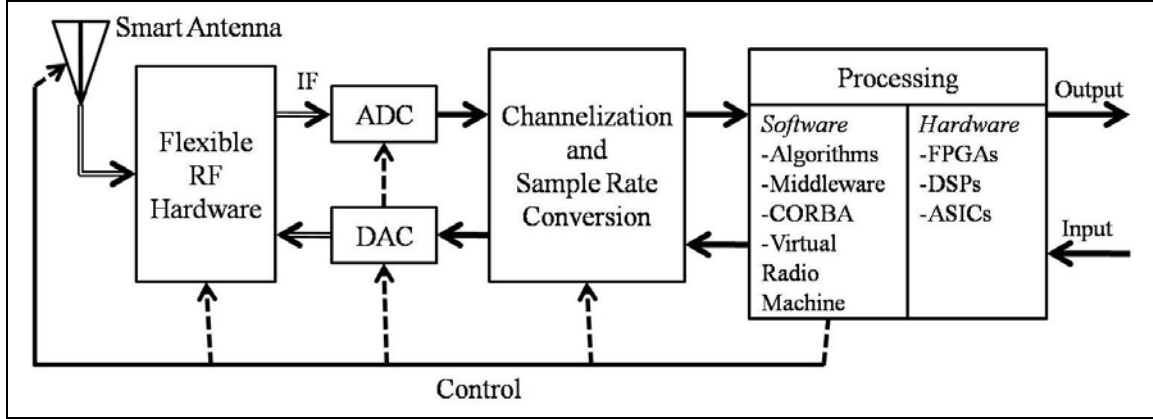 Smart Antenna
Flexible
RF
Hardware
IF
ADC
DAC
Channelization
and
Sample Rate
Conversion
Processing
Software
-Algorithms
-Middleware
-CORBA
-Virtual
Radio
Machine
Hardware
-FPGAs
-DSPs
-ASICs
Output
Input
Control